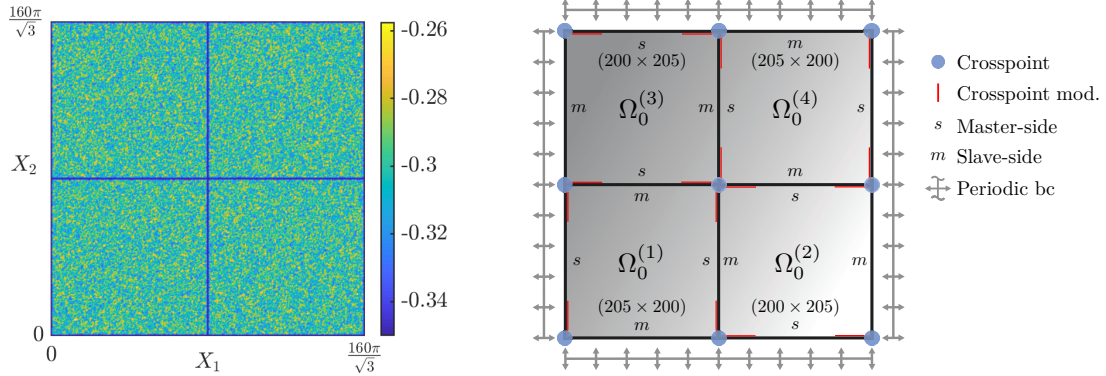 160π/√3
X₂
0
0
X₁
160π/√3
-0.26
-0.28
-0.3
-0.32
-0.34
s
(200 × 205)
m
Ω₀⁽³⁾
m
s
m
(205 × 200)
s
Ω₀⁽⁴⁾
s
m
m
s
Ω₀⁽¹⁾
s
(205 × 200)
m
s
m
Ω₀⁽²⁾
m
(200 × 205)
s
Crosspoint
Crosspoint mod.
s Master-side
m Slave-side
Periodic bc